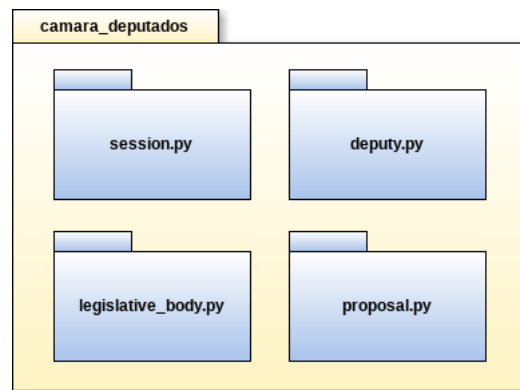 camara_deputados
session.py
deputy.py
legislative_body.py
proposal.py